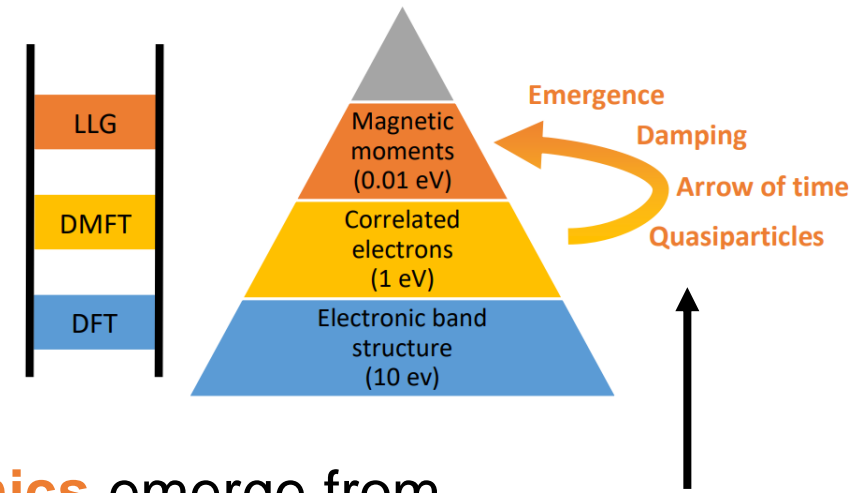 LLG
DMFT
DFT
Magnetic
moments
(0.01 eV)
Correlated
electrons
(1 eV)
Electronic band
structure
(10 ev)
Emergence
Damping
Arrow of time
Quasiparticles
emerge from